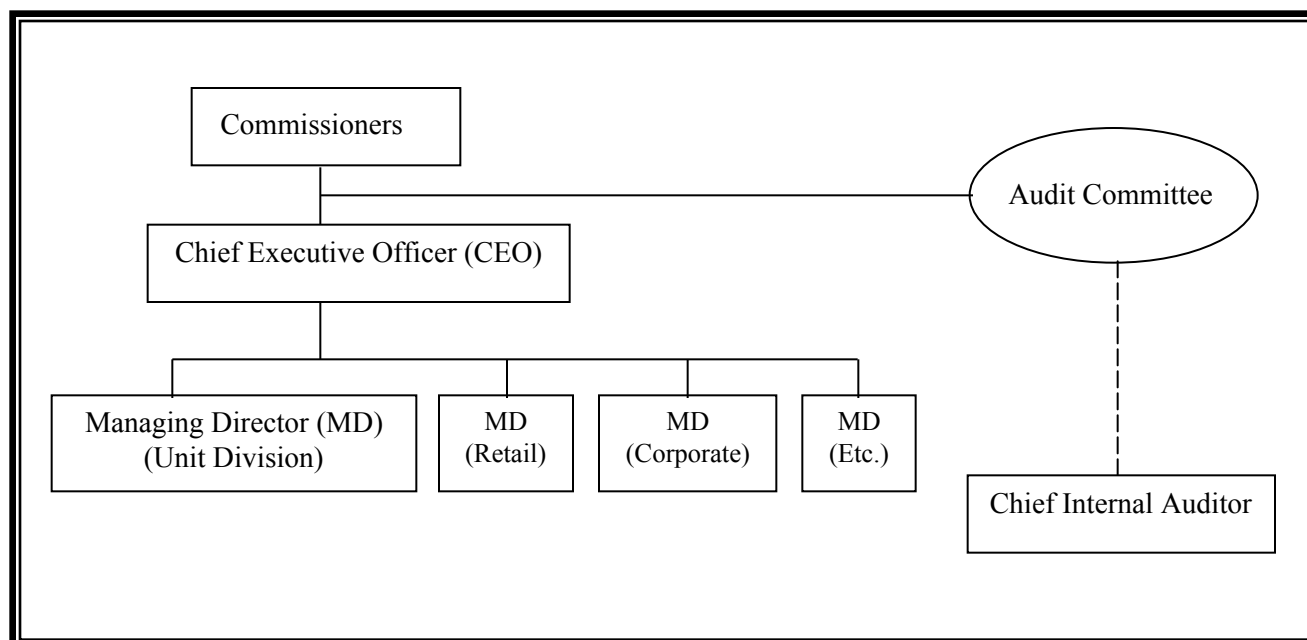 Commissioners
Audit Committee
Chief Executive Officer (CEO)
Managing Director (MD)
(Unit Division)
MD
(Retail)
MD
(Corporate)
MD
(Etc.)
Chief Internal Auditor